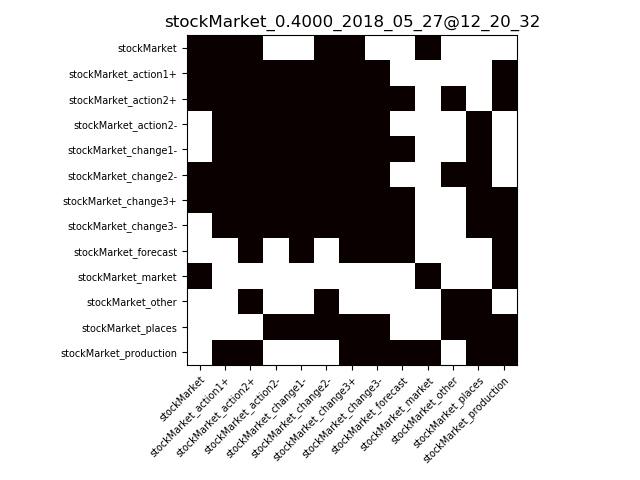 stockMarket_0.4000_2018_05_27@12_20_32
stockMarket
stockMarket_action1+
stockMarket_action2+
stockMarket_action2-
stockMarket_change1-
stockMarket_change2-
stockMarket_change3+
stockMarket_change3-
stockMarket_forecast
stockMarket_market
stockMarket_other
stockMarket_places
stockMarket_production
stockMarket
stockMarket_action1+
stockMarket_action2+
stockMarket_action2-
stockMarket_change1-
stockMarket_change2-
stockMarket_change3+
stockMarket_change3-
stockMarket_forecast
stockMarket_market
stockMarket_other
stockMarket_places
stockMarket_production